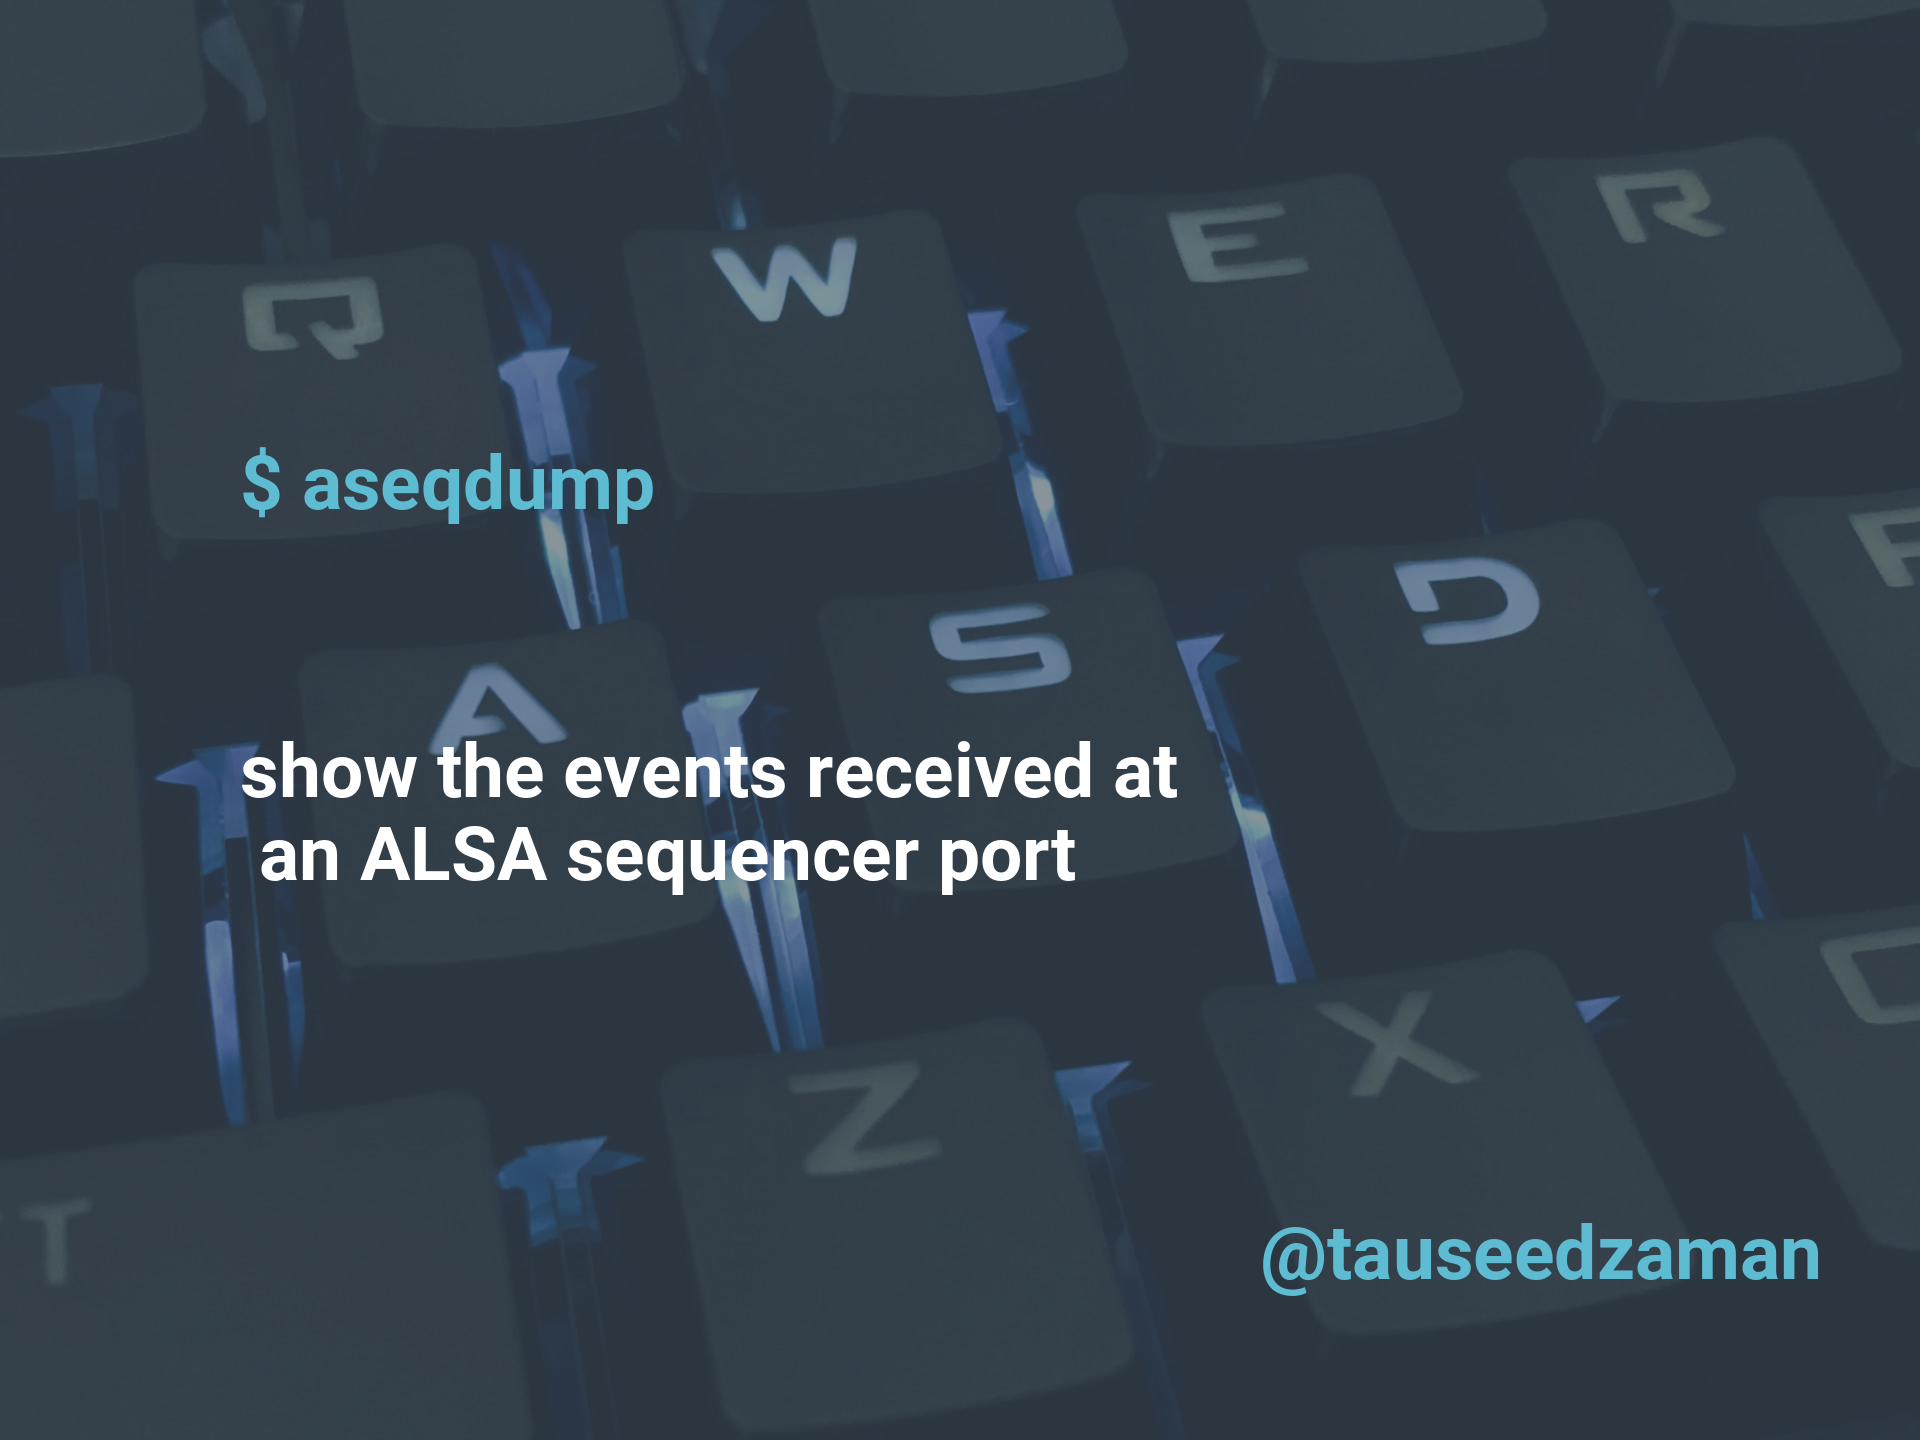 Q W E R
$ aseqdump
A S D
show the events received at
an ALSA sequencer port
Z X
T
@tauseedzaman